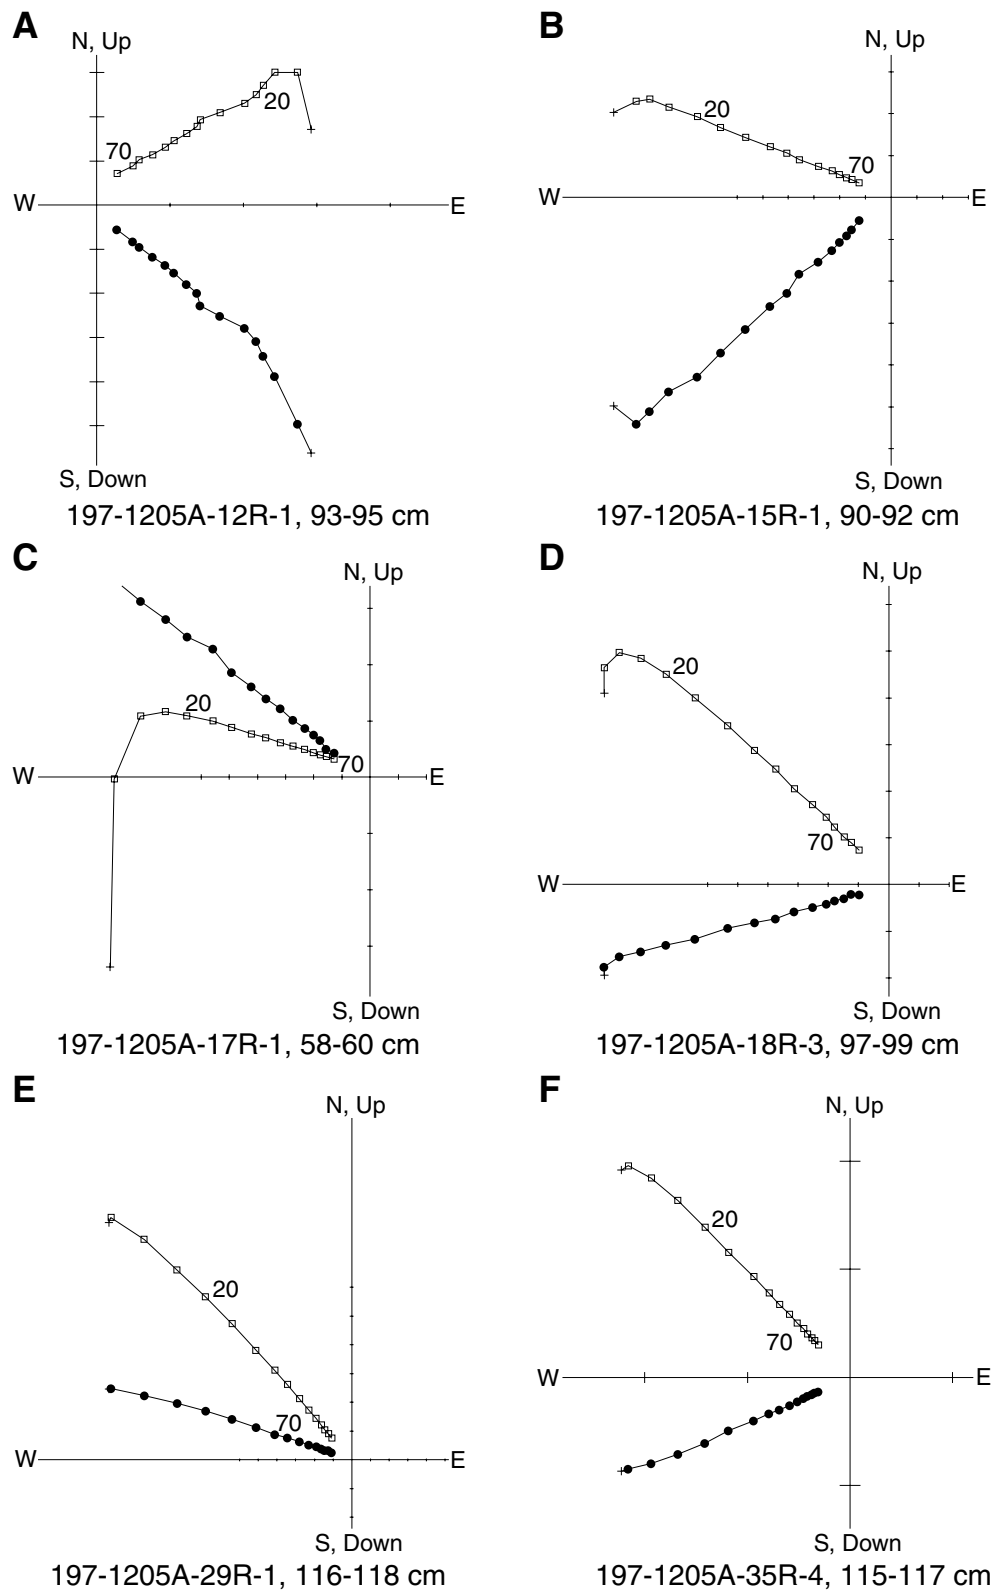 A
N, Up
20
70
W
E
S, Down
197-1205A-12R-1, 93-95 cm
B
N, Up
20
70
W
E
S, Down
197-1205A-15R-1, 90-92 cm
C
N, Up
20
70
W
E
S, Down
197-1205A-17R-1, 58-60 cm
D
N, Up
20
70
W
E
S, Down
197-1205A-18R-3, 97-99 cm
E
N, Up
20
70
W
E
S, Down
197-1205A-29R-1, 116-118 cm
F
N, Up
20
70
W
E
S, Down
197-1205A-35R-4, 115-117 cm